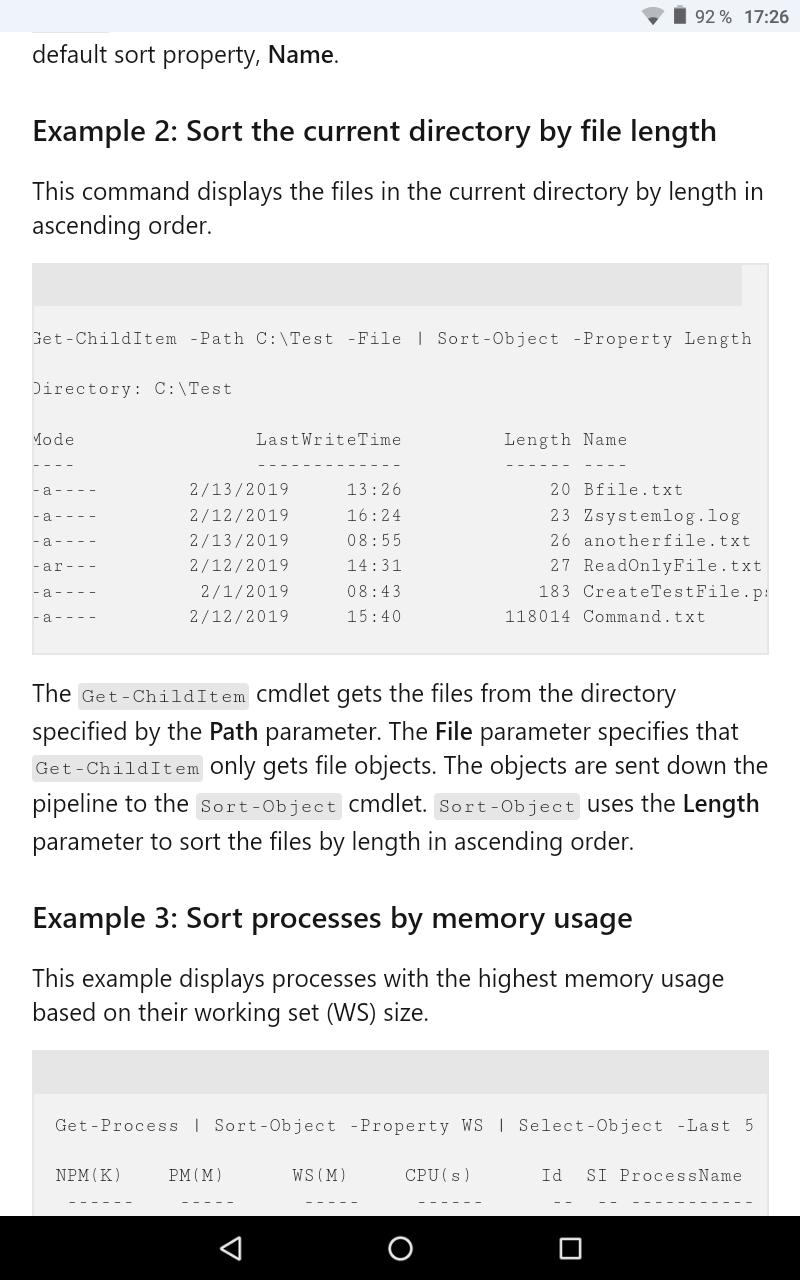 92 % 17:26
default sort property, Name.
Example 2: Sort the current directory by file length
This command displays the files in the current directory by length in
ascending order.
Get-ChildItem -Path C:\Test -File | Sort-Object -Property Length
Directory: C:\Test
Mode LastWriteTime Length Name
---- ------------- ------ ----
-a---- 2/13/2019 13:26 20 Bfile.txt
-a---- 2/12/2019 16:24 23 Zsystemlog.log
-a---- 2/13/2019 08:55 26 anotherfile.txt
-ar--- 2/12/2019 14:31 27 ReadOnlyFile.txt
-a---- 2/1/2019 08:43 183 CreateTestFile.p
-a---- 2/12/2019 15:40 118014 Command.txt
The Get-ChildItem cmdlet gets the files from the directory
specified by the Path parameter. The File parameter specifies that
Get-ChildItem only gets file objects. The objects are sent down the
pipeline to the Sort-Object cmdlet. Sort-Object uses the Length
parameter to sort the files by length in ascending order.
Example 3: Sort processes by memory usage
This example displays processes with the highest memory usage
based on their working set (WS) size.
Get-Process | Sort-Object -Property WS | Select-Object -Last 5
NPM(K) PM(M) WS(M) CPU(s) Id SI ProcessName
------ ----- ----- ------ -- -- -----------